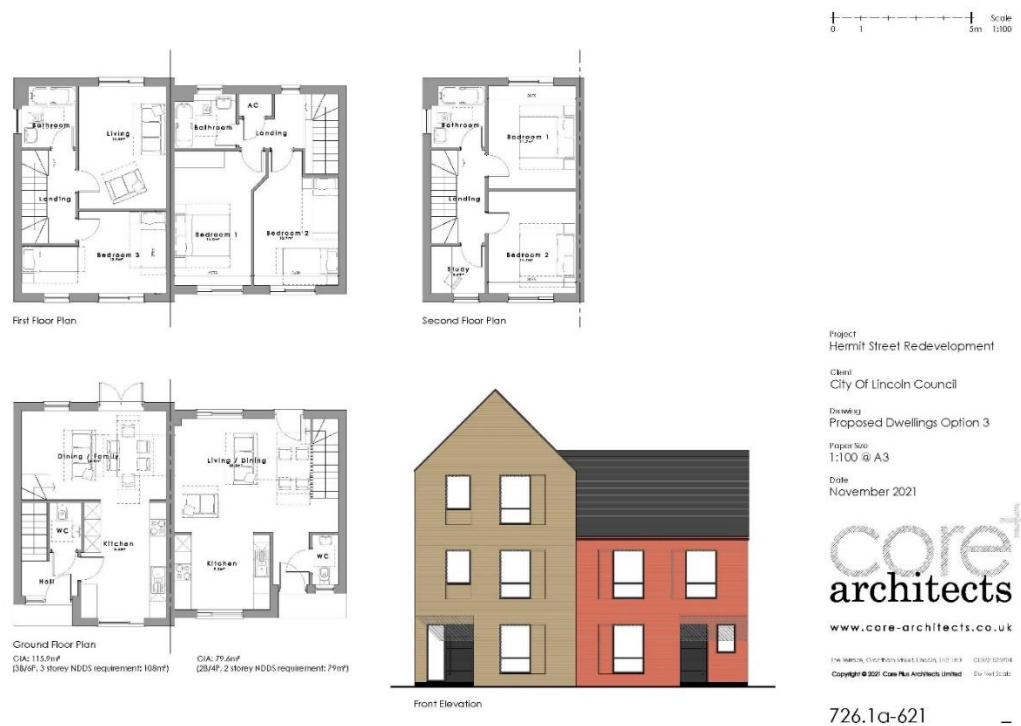 0 1 5m
Scale
1:100
Bathroom
Living
Landing
Bedroom 3
Bathroom
AC
Landing
Bedroom 1
Bedroom 2
First Floor Plan
Bathroom
Bedroom 1
Landing
Bedroom 2
Study
Second Floor Plan
Dining / Family
WC
Kitchen
Hall
Living / Dining
Kitchen
WC
Ground Floor Plan
GIA: 115.9m²
(3B/6P, 3 storey NDDS requirement: 108m²)
GIA: 79.6m²
(2B/4P, 2 storey NDDS requirement: 79m²)
Front Elevation
Project
Hermit Street Redevelopment
Client
City Of Lincoln Council
Drawing
Proposed Dwellings Option 3
Paper Size
1:100 @ A3
Date
November 2021
core
architects
www.core-architects.co.uk
Copyright © 2021 Core Plus Architects Limited
726.1a-621